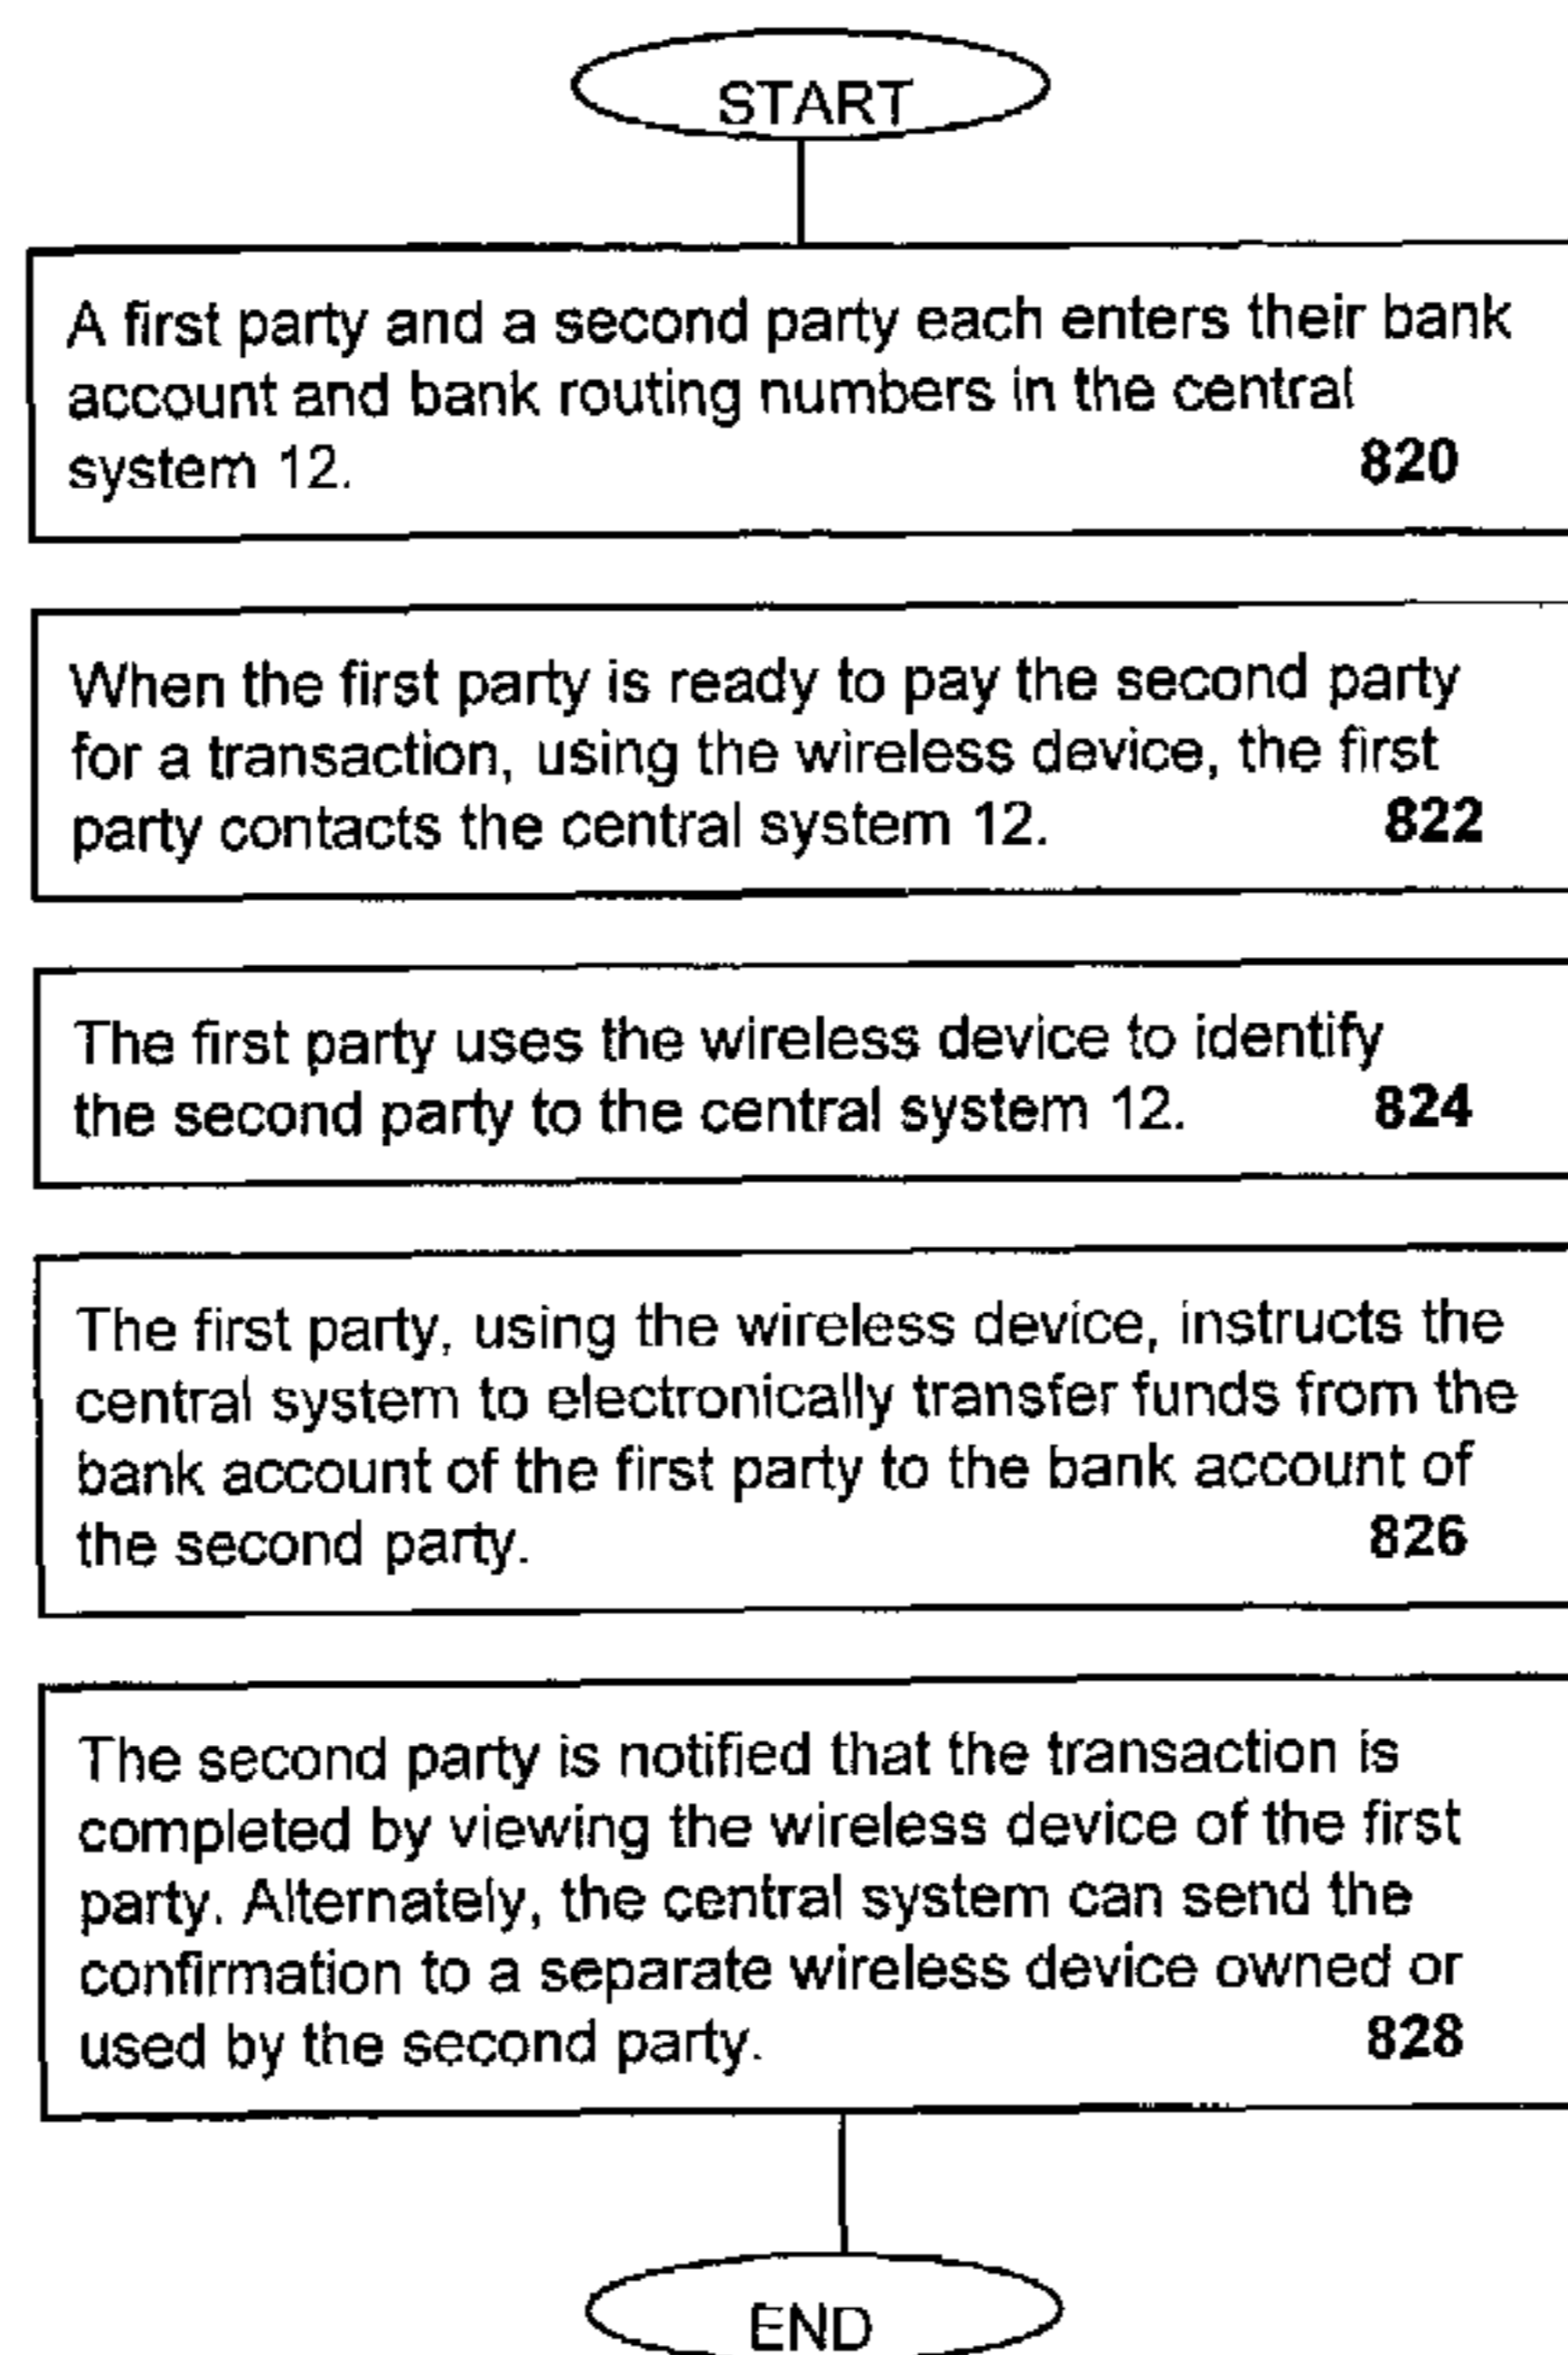 START
A first party and a second party each enters their bank
account and bank routing numbers in the central
system 12. 820
When the first party is ready to pay the second party
for a transaction, using the wireless device, the first
party contacts the central system 12. 822
The first party uses the wireless device to identify
the second party to the central system 12. 824
The first party, using the wireless device, instructs the
central system to electronically transfer funds from the
bank account of the first party to the bank account of
the second party. 826
The second party is notified that the transaction is
completed by viewing the wireless device of the first
party. Alternately, the central system can send the
confirmation to a separate wireless device owned or
used by the second party. 828
END